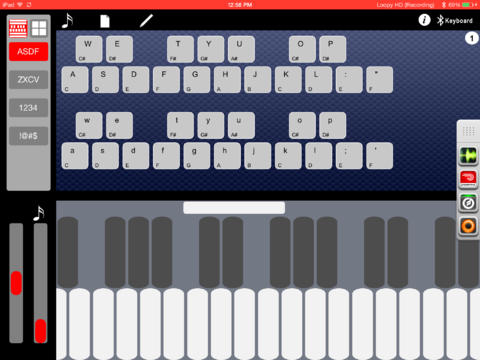 iPad 12:58 PM Loopy HD (Recording) 69%
i Keyboard
ASDF
ZXCV
1234
!@#$
1
W E T Y U O P
C# D# F# G# A# C# D#
A S D F G H J K L : "
C D E F G A B C D E F
w e t y u o p
C# D# F# G# A# C# D#
a s d f g h j k l ; '
C D E F G A B C D E F